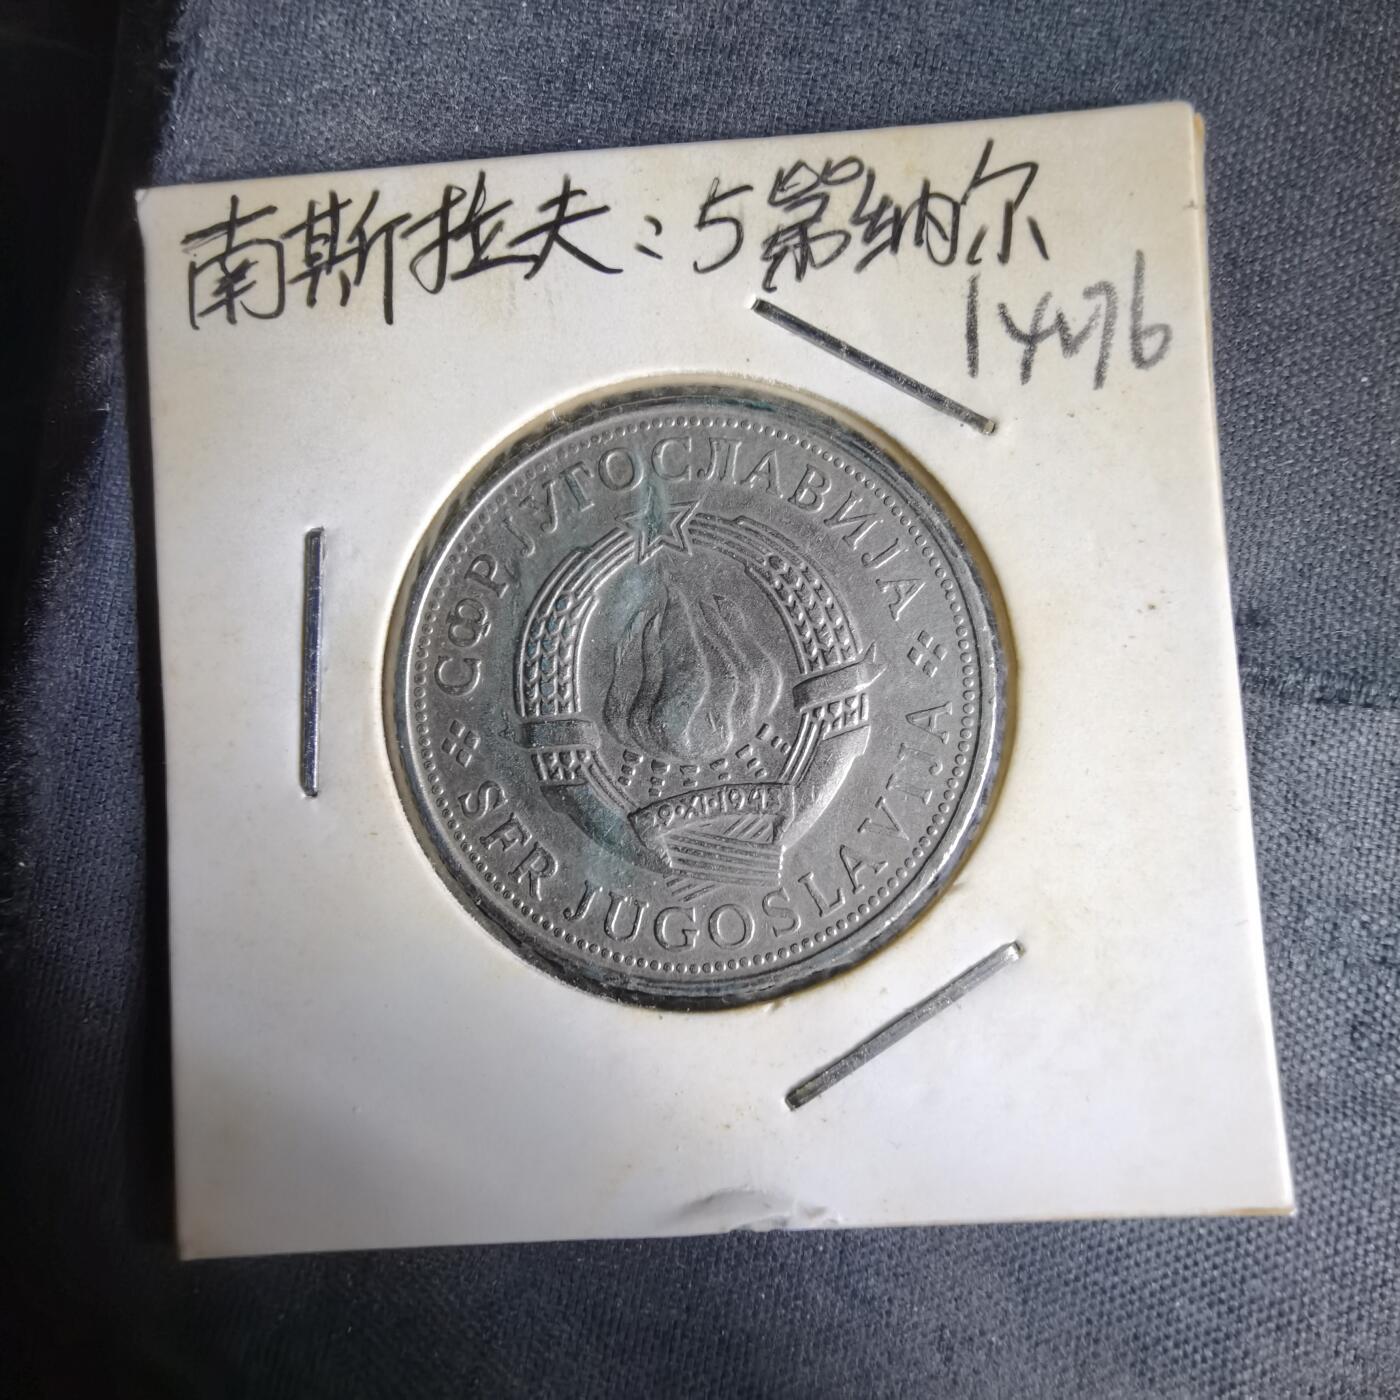 南斯拉夫:5第纳尔
1976
СФР ЈУГОСЛАВИЈА
29·XI·1943
SFR JUGOSLAVIJA